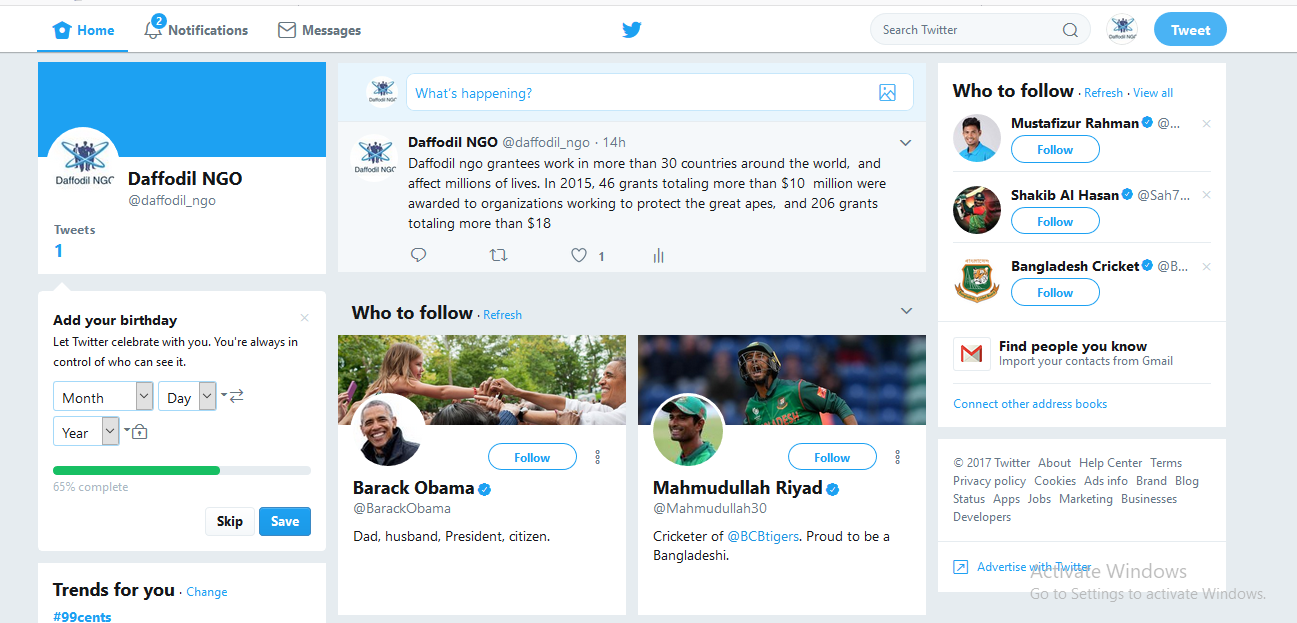 Home
2
Notifications
Messages
Search Twitter
Daffodil NGO
Tweet
Daffodil NGO
Daffodil NGO
@daffodil_ngo
Tweets
1
Add your birthday
Let Twitter celebrate with you. You're always in
control of who can see it.
Month
Day
Year
65% complete
Skip
Save
Trends for you · Change
#99cents
Daffodil NGO
What's happening?
Daffodil NGO
Daffodil NGO @daffodil_ngo · 14h
Daffodil ngo grantees work in more than 30 countries around the world, and
affect millions of lives. In 2015, 46 grants totaling more than $10 million were
awarded to organizations working to protect the great apes, and 206 grants
totaling more than $18
1
Who to follow · Refresh
Follow
Barack Obama
@BarackObama
Dad, husband, President, citizen.
BANGLADESH
Follow
Mahmudullah Riyad
@Mahmudullah30
Cricketer of @BCBtigers. Proud to be a
Bangladeshi.
Who to follow · Refresh · View all
Mustafizur Rahman @...
Follow
Shakib Al Hasan @Sah7...
Follow
Bangladesh Cricket @B...
Follow
Find people you know
Import your contacts from Gmail
Connect other address books
© 2017 Twitter About Help Center Terms
Privacy policy Cookies Ads info Brand Blog
Status Apps Jobs Marketing Businesses
Developers
Advertise with Twitter
Activate Windows
Go to Settings to activate Windows.